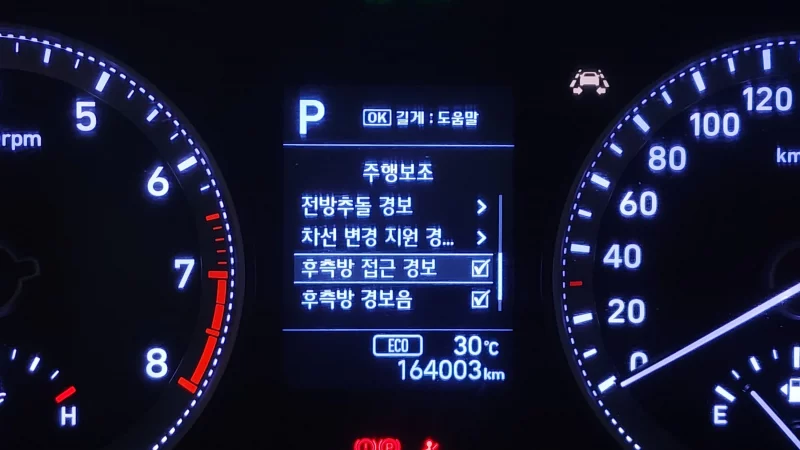 P
OK 길게 : 도움말
주행보조
전방추돌 경보
차선 변경 지원 경...
후측방 접근 경보
후측방 경보음
ECO 30℃
164003km
rpm
5
6
7
8
H
120
100
80
60
40
20
0
km
E
P